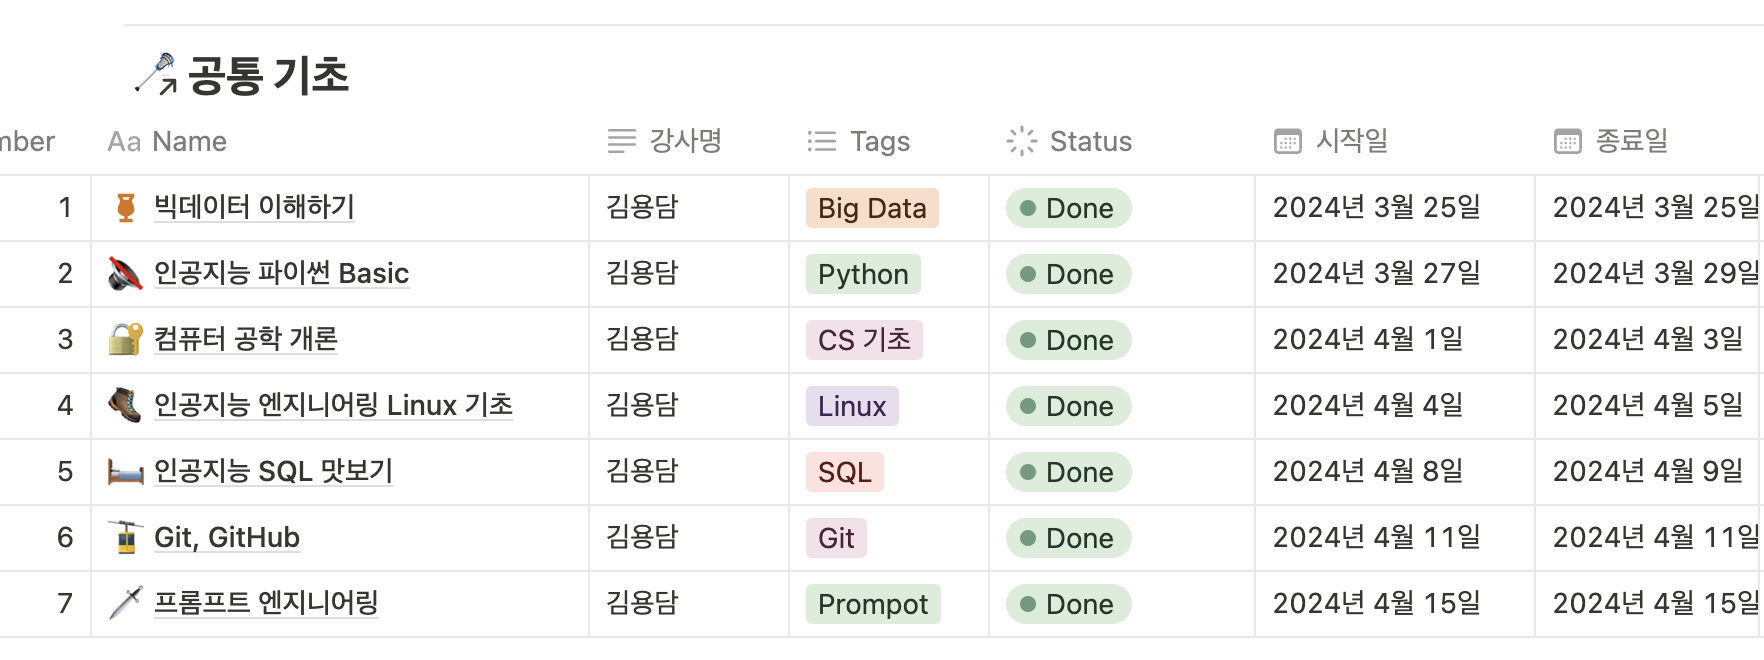 공통 기초
mber Aa Name 강사명 Tags Status 시작일 종료일
1 빅데이터 이해하기 김용담 Big Data Done 2024년 3월 25일 2024년 3월 25일
2 인공지능 파이썬 Basic 김용담 Python Done 2024년 3월 27일 2024년 3월 29일
3 컴퓨터 공학 개론 김용담 CS 기초 Done 2024년 4월 1일 2024년 4월 3일
4 인공지능 엔지니어링 Linux 기초 김용담 Linux Done 2024년 4월 4일 2024년 4월 5일
5 인공지능 SQL 맛보기 김용담 SQL Done 2024년 4월 8일 2024년 4월 9일
6 Git, GitHub 김용담 Git Done 2024년 4월 11일 2024년 4월 11일
7 프롬프트 엔지니어링 김용담 Prompot Done 2024년 4월 15일 2024년 4월 15일